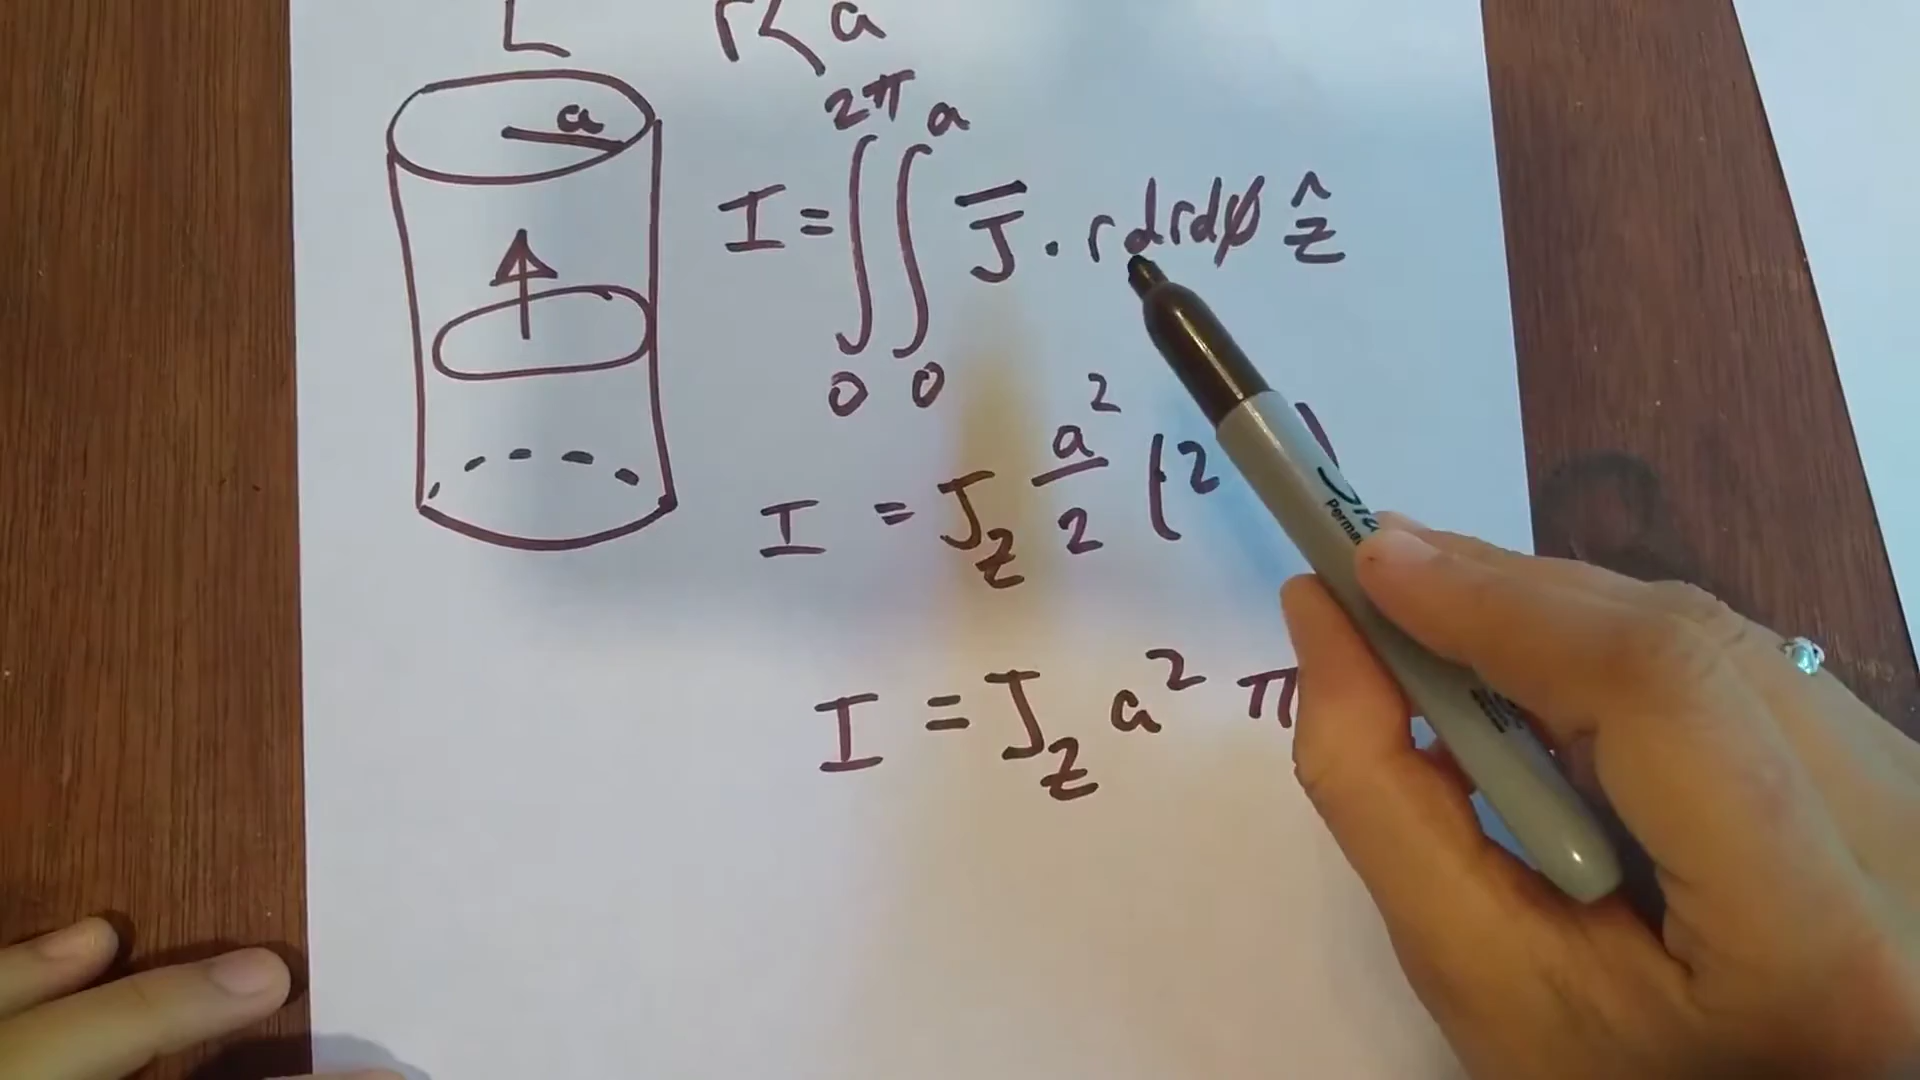 L r<a
a
2π a
I = ∫ ∫ J̅ · r dr dφ ẑ
0 0
I = J_z a²/2 (2 )
I = J_z a² π